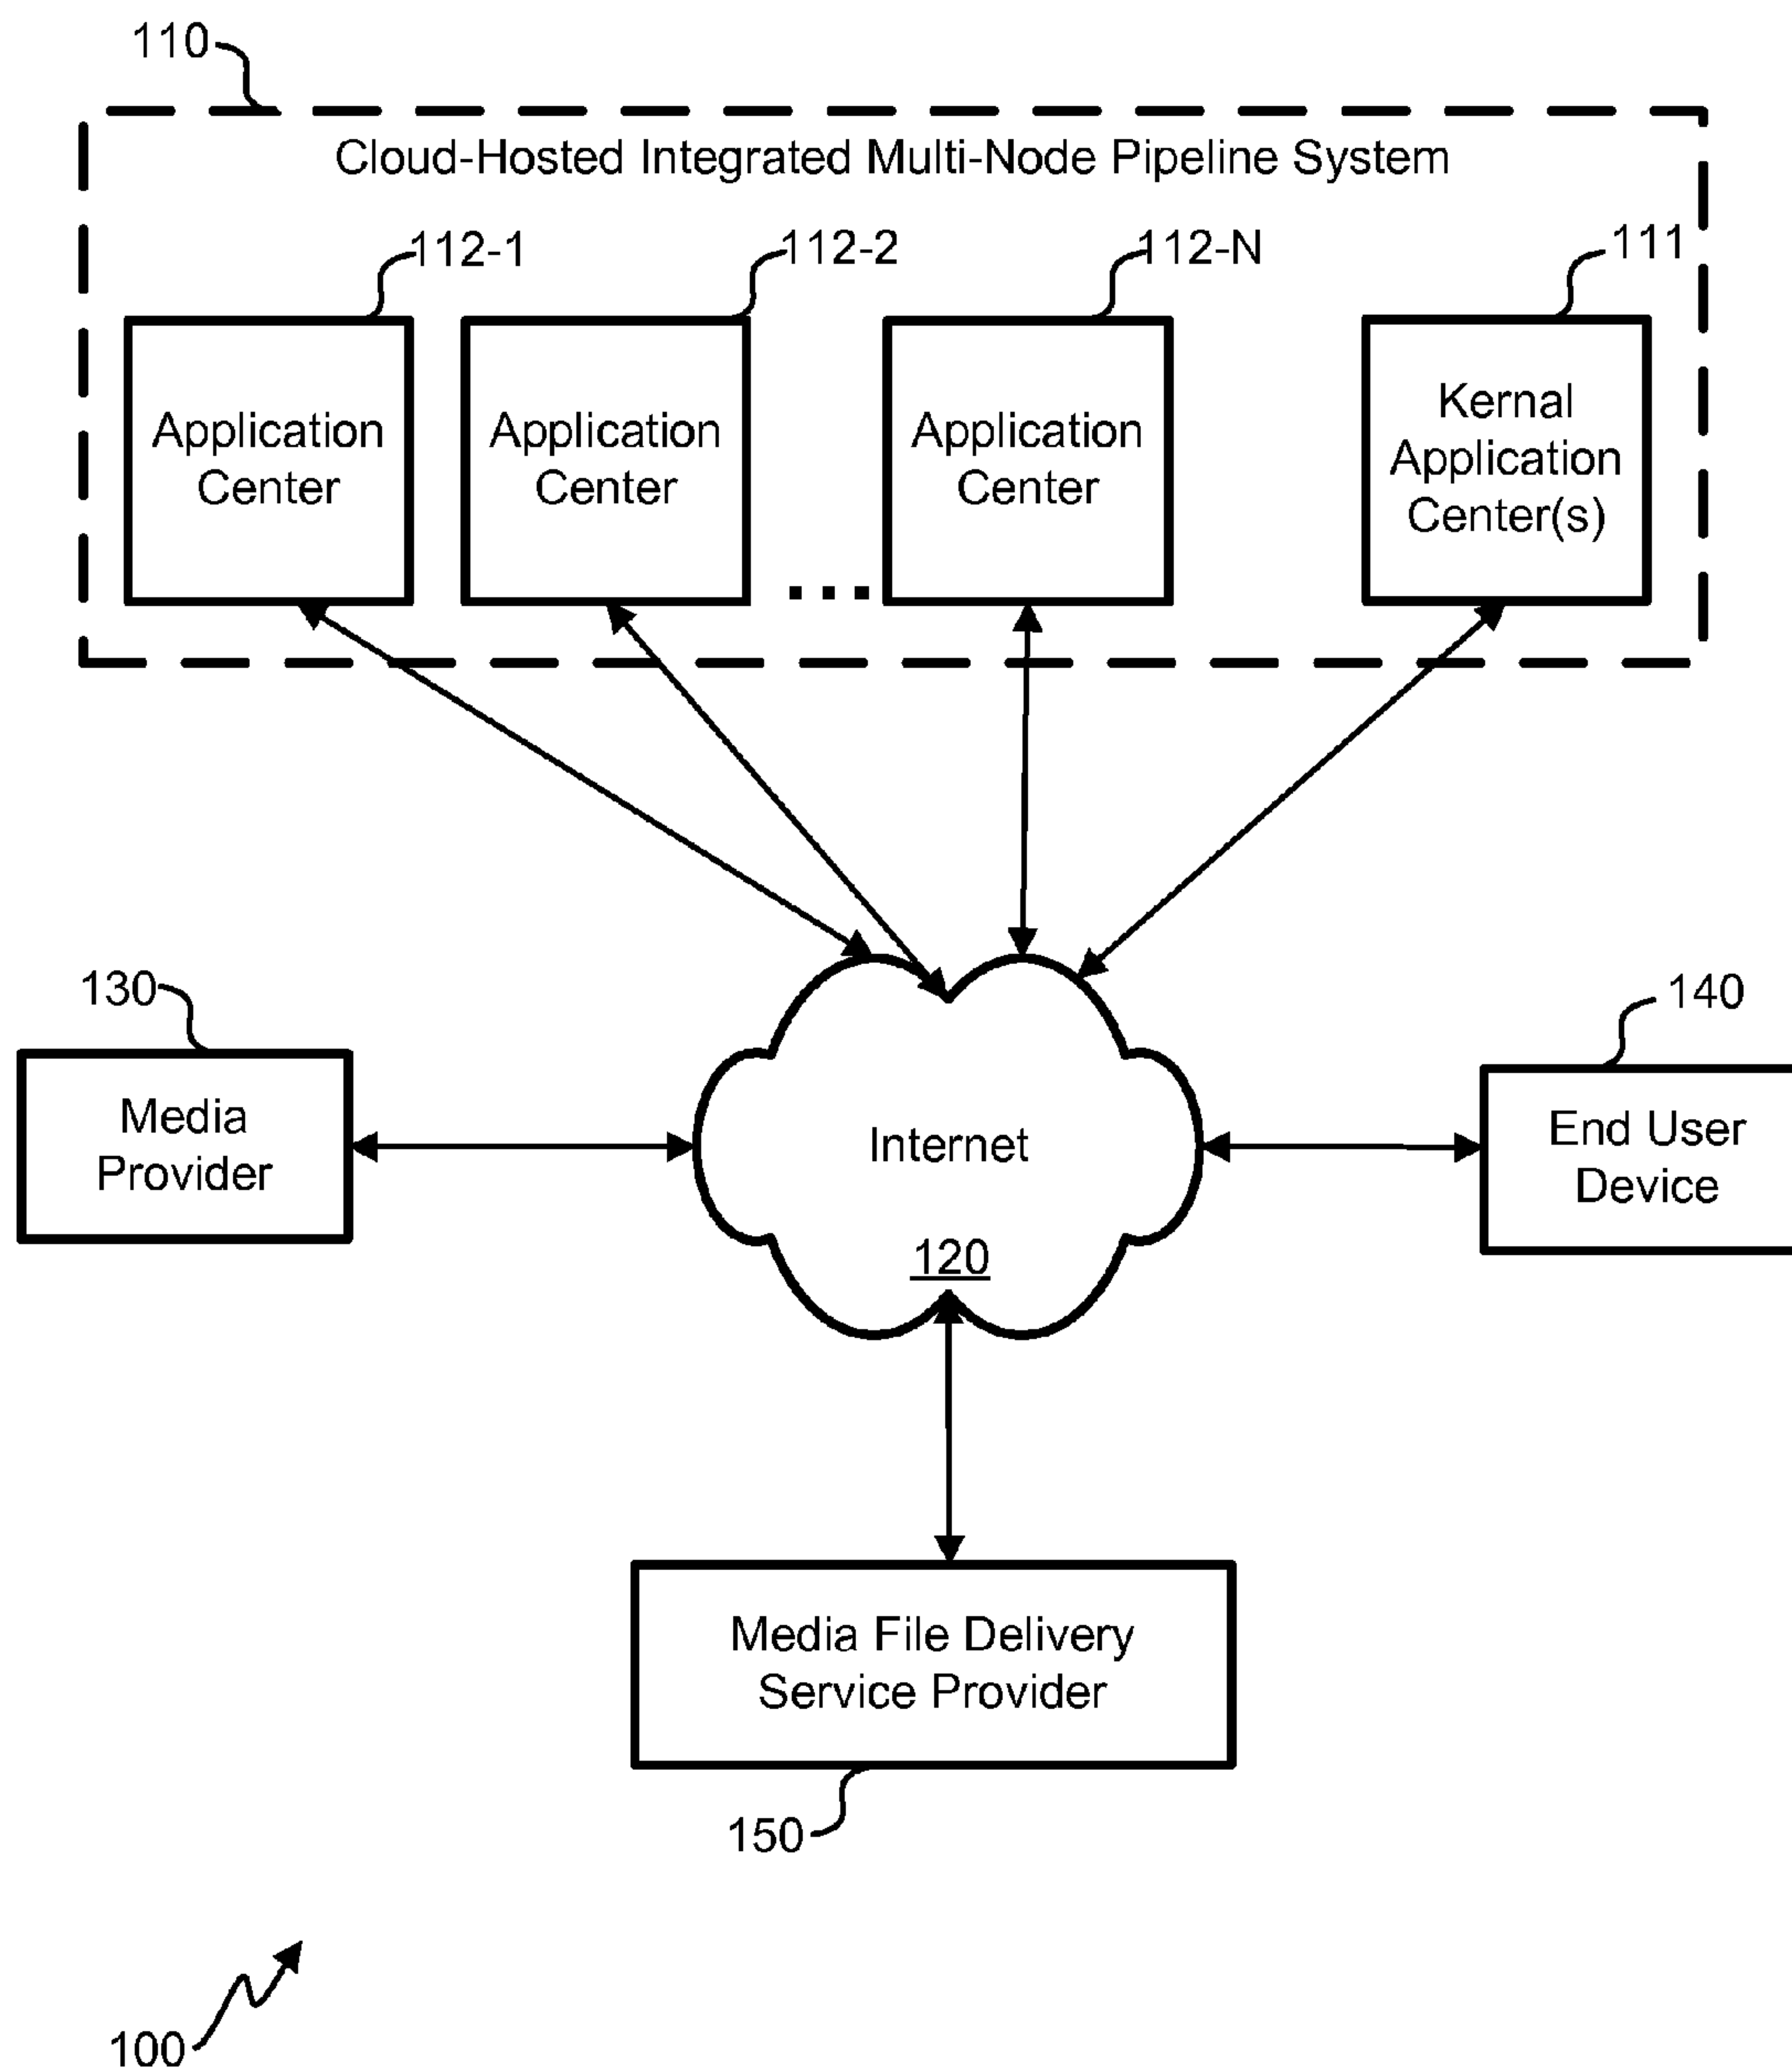 110
Cloud-Hosted Integrated Multi-Node Pipeline System
112-1
112-2
112-N
111
Application
Center
Application
Center
...
Application
Center
Kernal
Application
Center(s)
130
Media
Provider
Internet
120
140
End User
Device
Media File Delivery
Service Provider
150
100